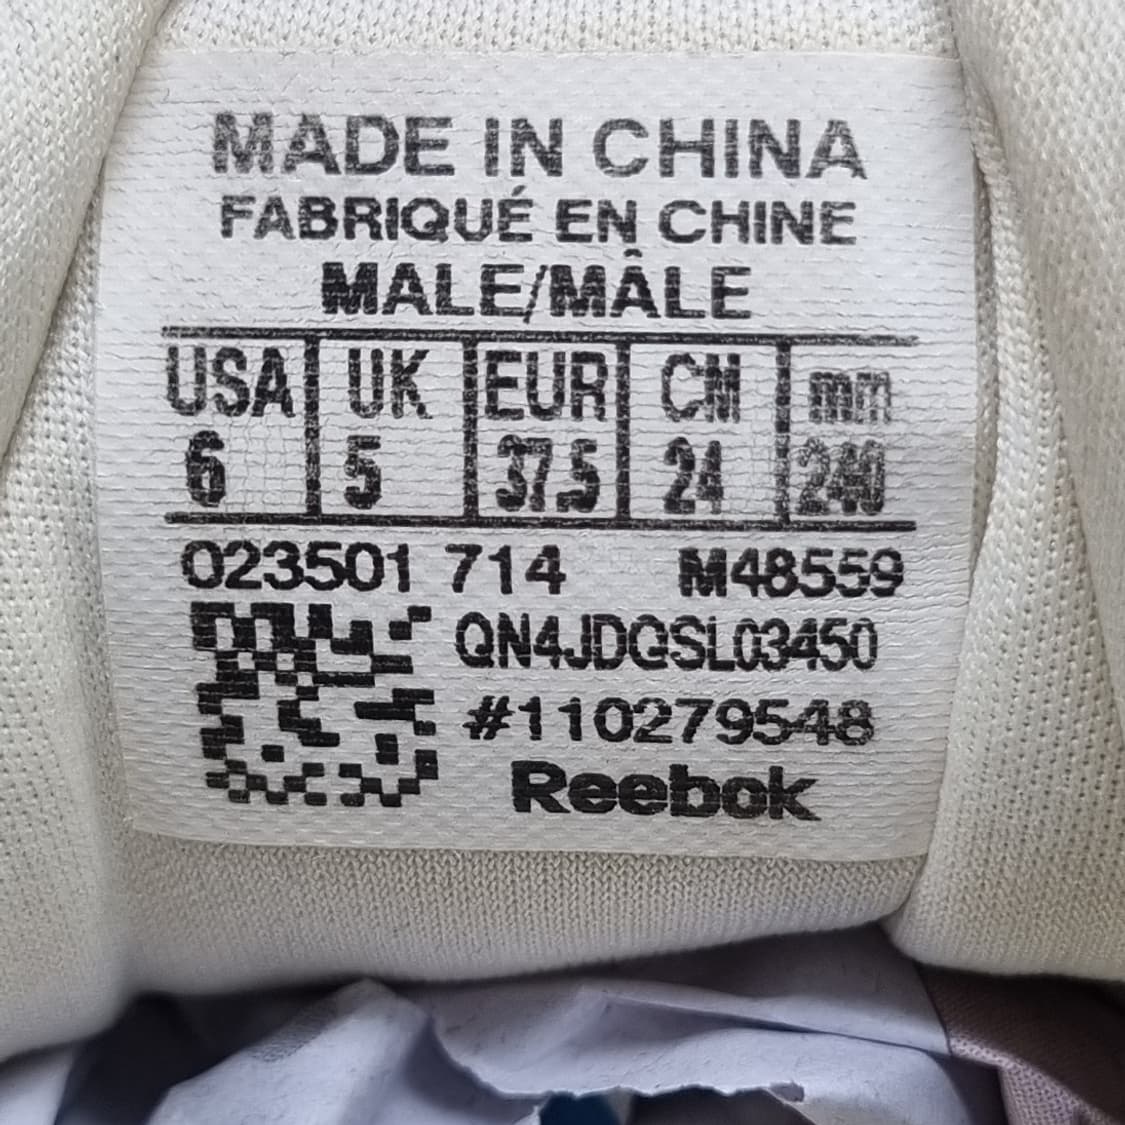 MADE IN CHINA
FABRIQUÉ EN CHINE
MALE/MÂLE
USA UK EUR CM mm
6 5 37.5 24 240
023501 714 M48559
QN4JDGSL03450
#110279548
Reebok